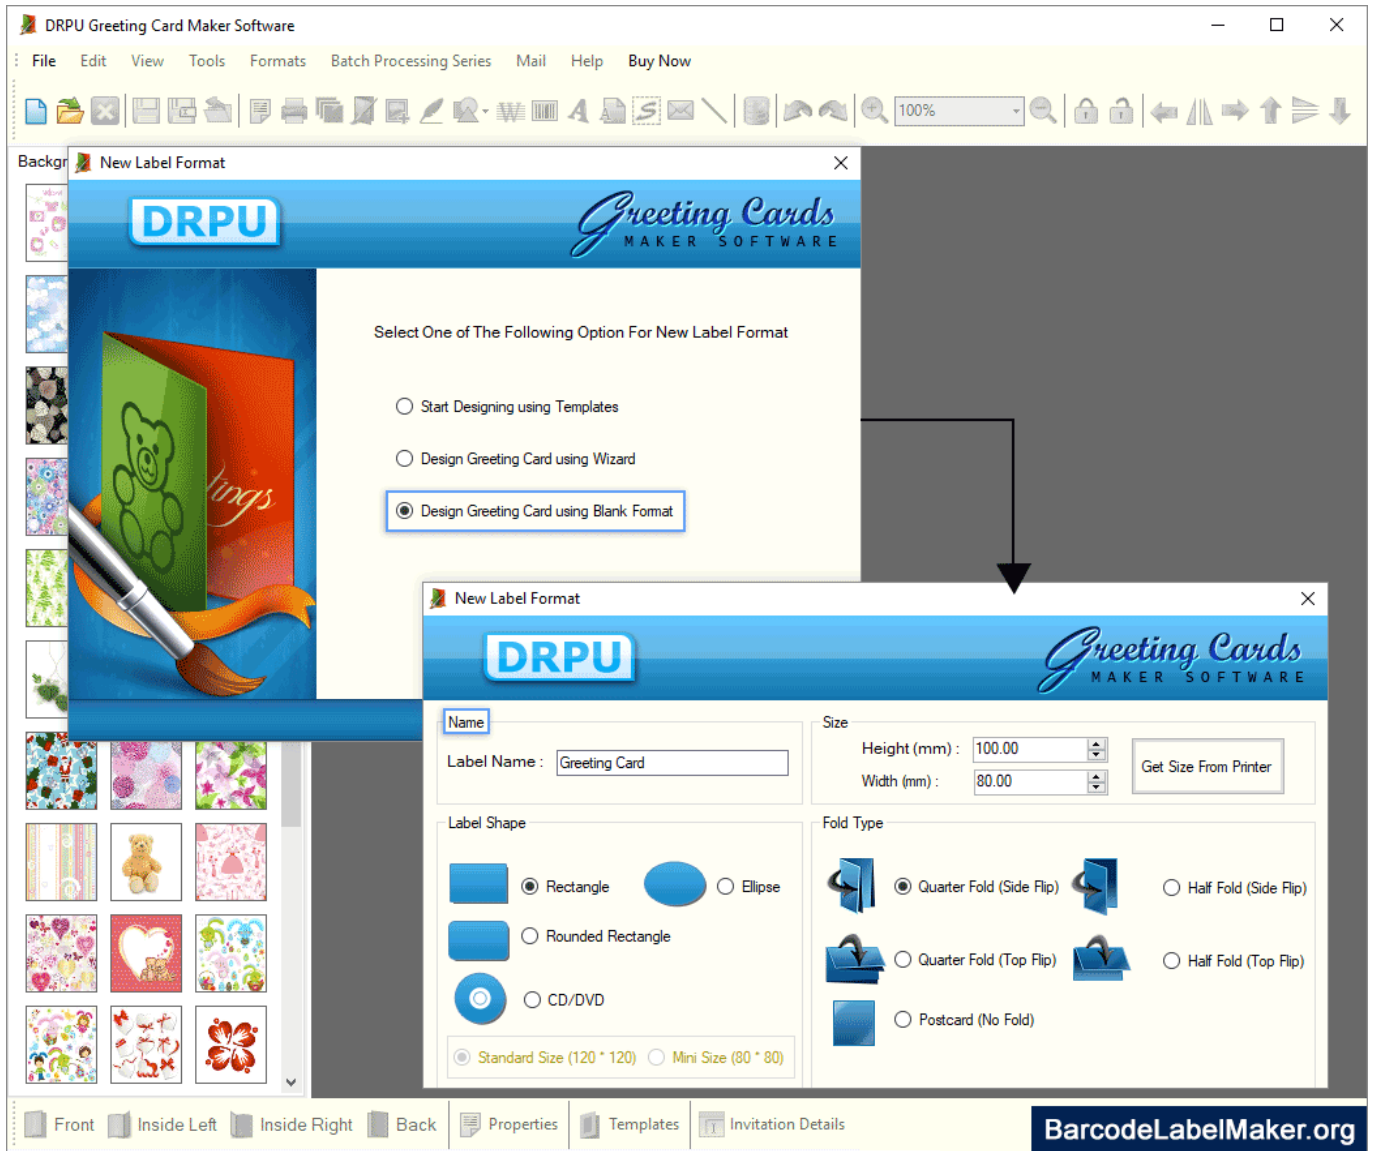 DRPU Greeting Card Maker Software
File Edit View Tools Formats Batch Processing Series Mail Help Buy Now
100%
Backgr
New Label Format
DRPU
Greeting Cards
MAKER SOFTWARE
Select One of The Following Option For New Label Format
Start Designing using Templates
Design Greeting Card using Wizard
Design Greeting Card using Blank Format
New Label Format
DRPU
Greeting Cards
MAKER SOFTWARE
Name
Label Name : Greeting Card
Size
Height (mm) : 100.00
Width (mm) : 80.00
Get Size From Printer
Label Shape
Rectangle
Ellipse
Rounded Rectangle
CD/DVD
Standard Size (120 * 120) Mini Size (80 * 80)
Fold Type
Quarter Fold (Side Flip) Half Fold (Side Flip)
Quarter Fold (Top Flip) Half Fold (Top Flip)
Postcard (No Fold)
Front Inside Left Inside Right Back Properties Templates Invitation Details
BarcodeLabelMaker.org